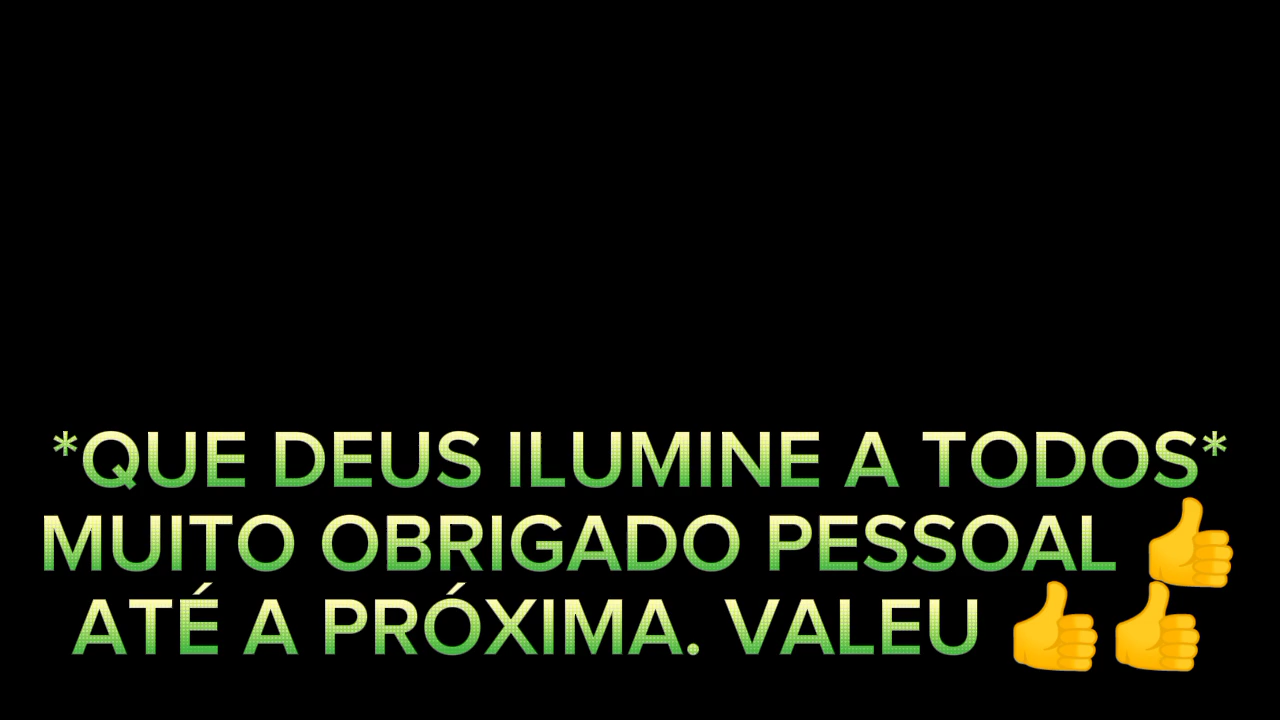 *QUE DEUS ILUMINE A TODOS*
MUITO OBRIGADO PESSOAL 👍
ATÉ A PRÓXIMA. VALEU 👍👍